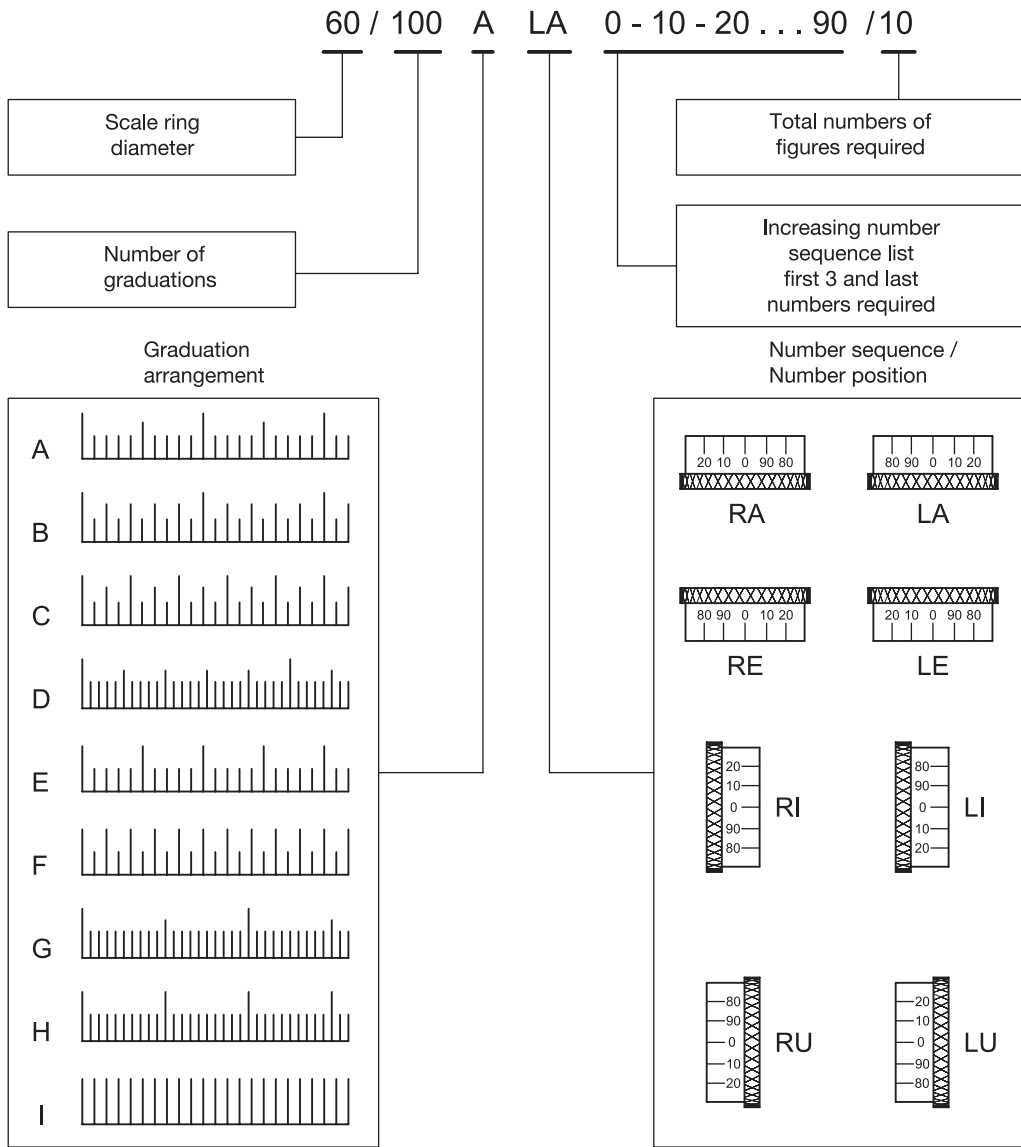 60 / 100 A LA 0 - 10 - 20 . . . 90 / 10
Scale ring
diameter
Total numbers of
figures required
Number of
graduations
Increasing number
sequence list
first 3 and last
numbers required
Graduation
arrangement
A
B
C
D
E
F
G
H
I
Number sequence /
Number position
20 10 0 90 80
RA
80 90 0 10 20
LA
80 90 0 10 20
RE
20 10 0 90 80
LE
20
10
0
90
80
RI
80
90
0
10
20
LI
80
90
0
10
20
RU
20
10
0
90
80
LU